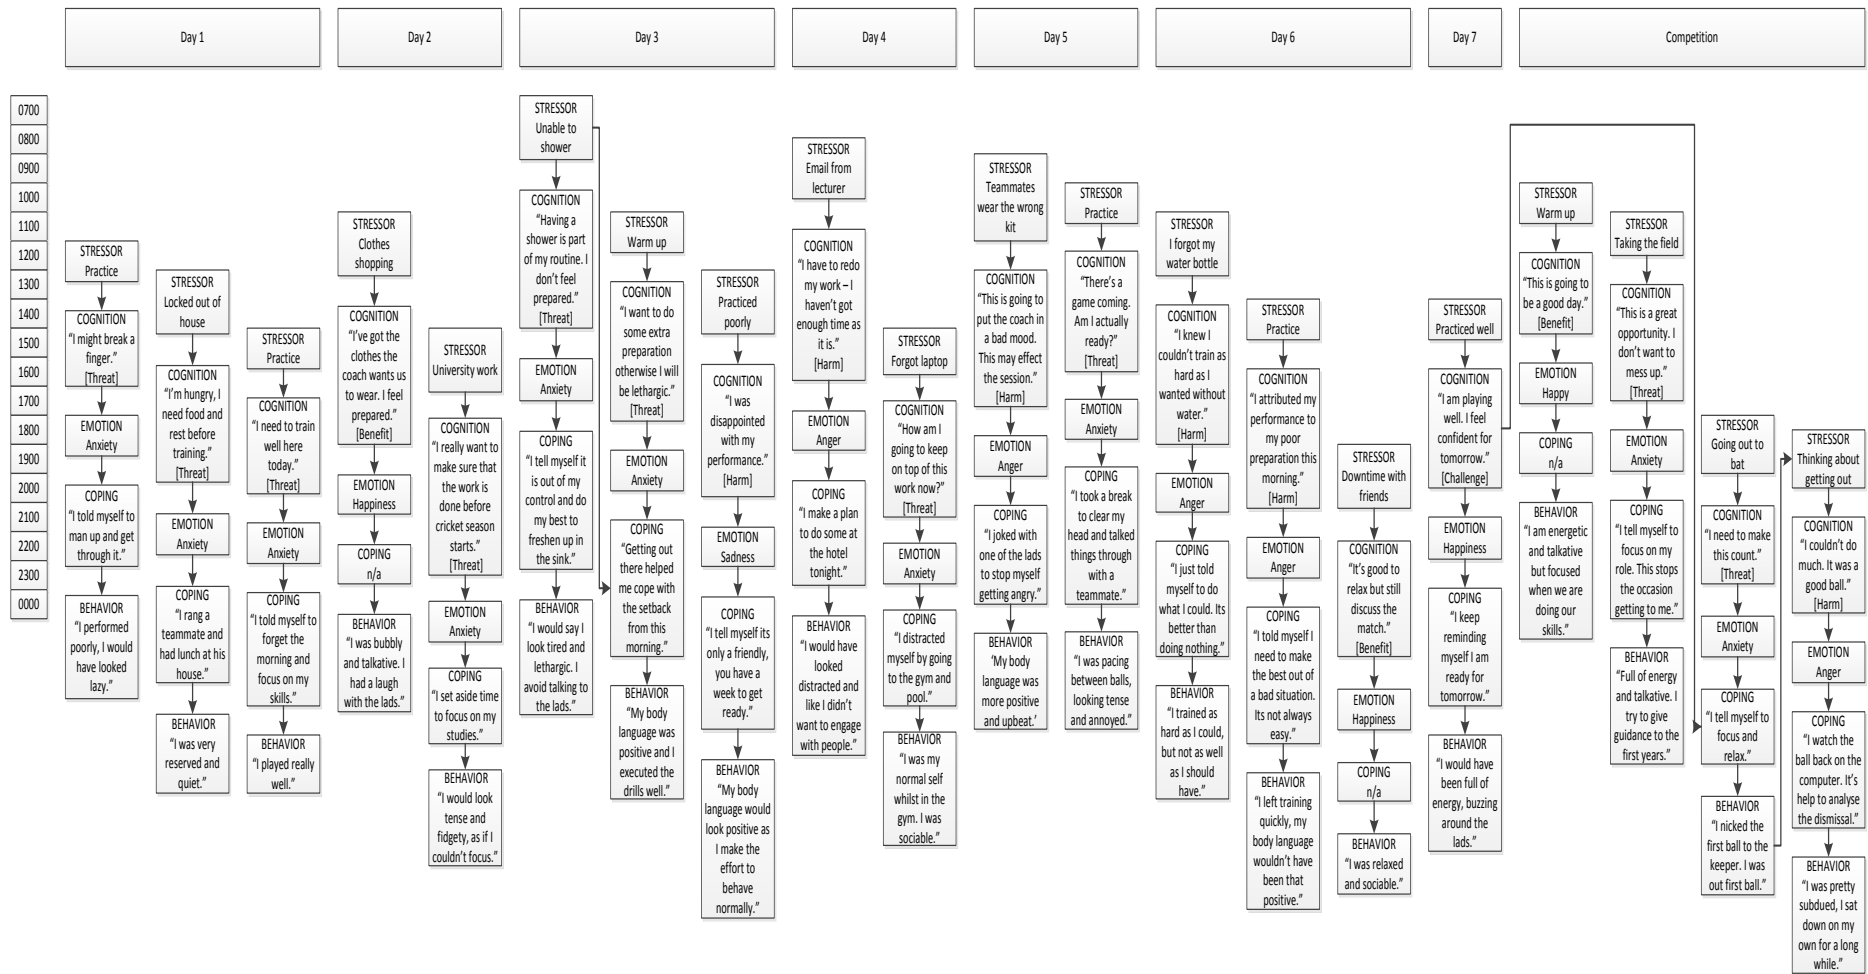 Day 1
Day 2
Day 3
Day 4
Day 5
Day 6
Day 7
Competition
0700
0800
0900
1000
1100
1200
1300
1400
1500
1600
1700
1800
1900
2000
2100
2200
2300
0000
STRESSOR
Practice
COGNITION
“I might break a
finger.”
[Threat]
EMOTION
Anxiety
COPING
“I told myself to
man up and get
through it.”
BEHAVIOR
“I performed
poorly, I would
have looked
lazy.”
STRESSOR
Locked out of
house
COGNITION
“I’m hungry, I
need food and
rest before
training.”
[Threat]
EMOTION
Anxiety
COPING
“I rang a
teammate and
had lunch at his
house.”
BEHAVIOR
“I was very
reserved and
quiet.”
STRESSOR
Practice
COGNITION
“I need to train
well here
today.”
[Threat]
EMOTION
Anxiety
COPING
“I told myself to
forget the
morning and
focus on my
skills.”
BEHAVIOR
“I played really
well.”
STRESSOR
Clothes
shopping
COGNITION
“I’ve got the
clothes the
coach wants us
to wear. I feel
prepared.”
[Benefit]
EMOTION
Happiness
COPING
n/a
BEHAVIOR
“I was bubbly
and talkative. I
had a laugh
with the lads.”
STRESSOR
University work
COGNITION
“I really want to
make sure that
the work is
done before
cricket season
starts.”
[Threat]
EMOTION
Anxiety
COPING
“I set aside time
to focus on my
studies.”
BEHAVIOR
“I would look
tense and
fidgety, as if I
couldn’t focus.”
STRESSOR
Unable to
shower
COGNITION
“Having a
shower is part
of my routine. I
don’t feel
prepared.”
[Threat]
EMOTION
Anxiety
COPING
“I tell myself it
is out of my
control and do
my best to
freshen up in
the sink.”
BEHAVIOR
“I would say I
look tired and
lethargic. I
avoid talking to
the lads.”
STRESSOR
Warm up
COGNITION
“I want to do
some extra
preparation
otherwise I will
be lethargic.”
[Threat]
EMOTION
Anxiety
COPING
“Getting out
there helped
me cope with
the setback
from this
morning.”
BEHAVIOR
“My body
language was
positive and I
executed the
drills well.”
STRESSOR
Practiced
poorly
COGNITION
“I was
disappointed
with my
performance.”
[Harm]
EMOTION
Sadness
COPING
“I tell myself its
only a friendly,
you have a
week to get
ready.”
BEHAVIOR
“My body
language would
look positive as
I make the
effort to
behave
normally.”
STRESSOR
Email from
lecturer
COGNITION
“I have to redo
my work – I
haven’t got
enough time as
it is.”
[Harm]
EMOTION
Anger
COPING
“I make a plan
to do some at
the hotel
tonight.”
BEHAVIOR
“I would have
looked
distracted and
like I didn’t
want to engage
with people.”
STRESSOR
Forgot laptop
COGNITION
“How am I
going to keep
on top of this
work now?”
[Threat]
EMOTION
Anxiety
COPING
“I distracted
myself by going
to the gym and
pool.”
BEHAVIOR
“I was my
normal self
whilst in the
gym. I was
sociable.”
STRESSOR
Teammates
wear the wrong
kit
COGNITION
“This is going to
put the coach in
a bad mood.
This may effect
the session.”
[Harm]
EMOTION
Anger
COPING
“I joked with
one of the lads
to stop myself
getting angry.”
BEHAVIOR
‘My body
language was
more positive
and upbeat.’
STRESSOR
Practice
COGNITION
“There’s a
game coming.
Am I actually
ready?”
[Threat]
EMOTION
Anxiety
COPING
“I took a break
to clear my
head and talked
things through
with a
teammate.”
BEHAVIOR
“I was pacing
between balls,
looking tense
and annoyed.”
STRESSOR
I forgot my
water bottle
COGNITION
“I knew I
couldn’t train as
hard as I
wanted without
water.”
[Harm]
EMOTION
Anger
COPING
“I just told
myself to do
what I could. Its
better than
doing nothing.”
BEHAVIOR
“I trained as
hard as I could,
but not as well
as I should
have.”
STRESSOR
Practice
COGNITION
“I attributed my
performance to
my poor
preparation this
morning.”
[Harm]
EMOTION
Anger
COPING
“I told myself I
need to make
the best out of
a bad situation.
Its not always
easy.”
BEHAVIOR
“I left training
quickly, my
body language
wouldn’t have
been that
positive.”
STRESSOR
Downtime with
friends
COGNITION
“It’s good to
relax but still
discuss the
match.”
[Benefit]
EMOTION
Happiness
COPING
n/a
BEHAVIOR
“I was relaxed
and sociable.”
STRESSOR
Practiced well
COGNITION
“I am playing
well. I feel
confident for
tomorrow.”
[Challenge]
EMOTION
Happiness
COPING
“I keep
reminding
myself I am
ready for
tomorrow.”
BEHAVIOR
“I would have
been full of
energy, buzzing
around the
lads.”
STRESSOR
Warm up
COGNITION
“This is going to
be a good day.”
[Benefit]
EMOTION
Happy
COPING
n/a
BEHAVIOR
“I am energetic
and talkative
but focused
when we are
doing our
skills.”
STRESSOR
Taking the field
COGNITION
“This is a great
opportunity. I
don’t want to
mess up.”
[Threat]
EMOTION
Anxiety
COPING
“I tell myself to
focus on my
role. This stops
the occasion
getting to me.”
BEHAVIOR
“Full of energy
and talkative. I
try to give
guidance to the
first years.”
STRESSOR
Going out to
bat
COGNITION
“I need to make
this count.”
[Threat]
EMOTION
Anxiety
COPING
“I tell myself to
focus and
relax.”
BEHAVIOR
“I nicked the
first ball to the
keeper. I was
out first ball.”
STRESSOR
Thinking about
getting out
COGNITION
“I couldn’t do
much. It was a
good ball.”
[Harm]
EMOTION
Anger
COPING
“I watch the
ball back on the
computer. It’s
help to analyse
the dismissal.”
BEHAVIOR
“I was pretty
subdued, I sat
down on my
own for a long
while.”